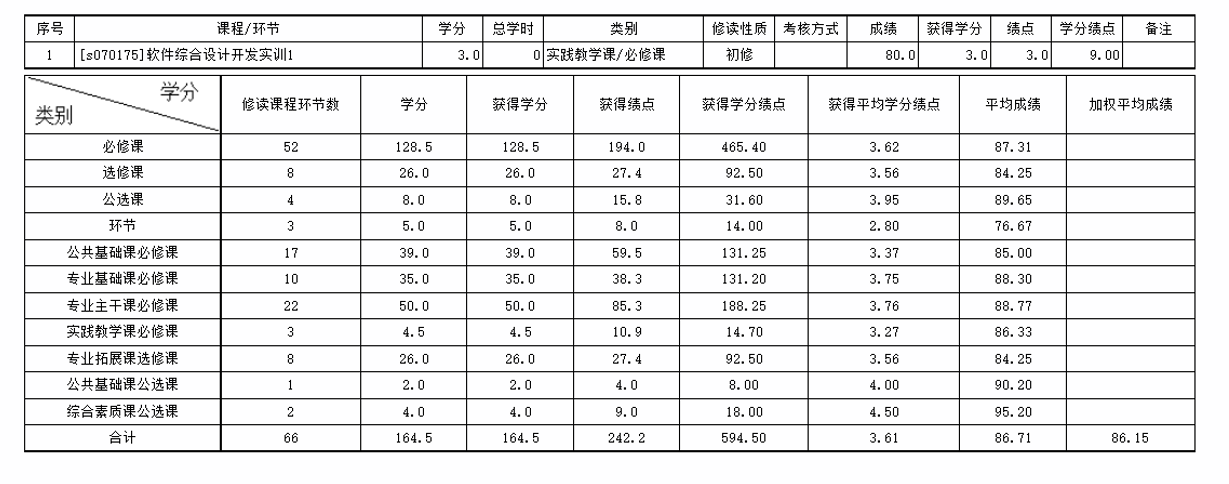 序号 课程/环节 学分 总学时 类别 修读性质 考核方式 成绩 获得学分 绩点 学分绩点 备注
1 [s070175]软件综合设计开发实训1 3.0 0 实践教学课/必修课 初修 80.0 3.0 3.0 9.00
学分 类别 修读课程环节数 学分 获得学分 获得绩点 获得学分绩点 获得平均学分绩点 平均成绩 加权平均成绩
必修课 52 128.5 128.5 194.0 465.40 3.62 87.31
选修课 8 26.0 26.0 27.4 92.50 3.56 84.25
公选课 4 8.0 8.0 15.8 31.60 3.95 89.65
环节 3 5.0 5.0 8.0 14.00 2.80 76.67
公共基础课必修课 17 39.0 39.0 59.5 131.25 3.37 85.00
专业基础课必修课 10 35.0 35.0 38.3 131.20 3.75 88.30
专业主干课必修课 22 50.0 50.0 85.3 188.25 3.76 88.77
实践教学课必修课 3 4.5 4.5 10.9 14.70 3.27 86.33
专业拓展课选修课 8 26.0 26.0 27.4 92.50 3.56 84.25
公共基础课公选课 1 2.0 2.0 4.0 8.00 4.00 90.20
综合素质课公选课 2 4.0 4.0 9.0 18.00 4.50 95.20
合计 66 164.5 164.5 242.2 594.50 3.61 86.71 86.15